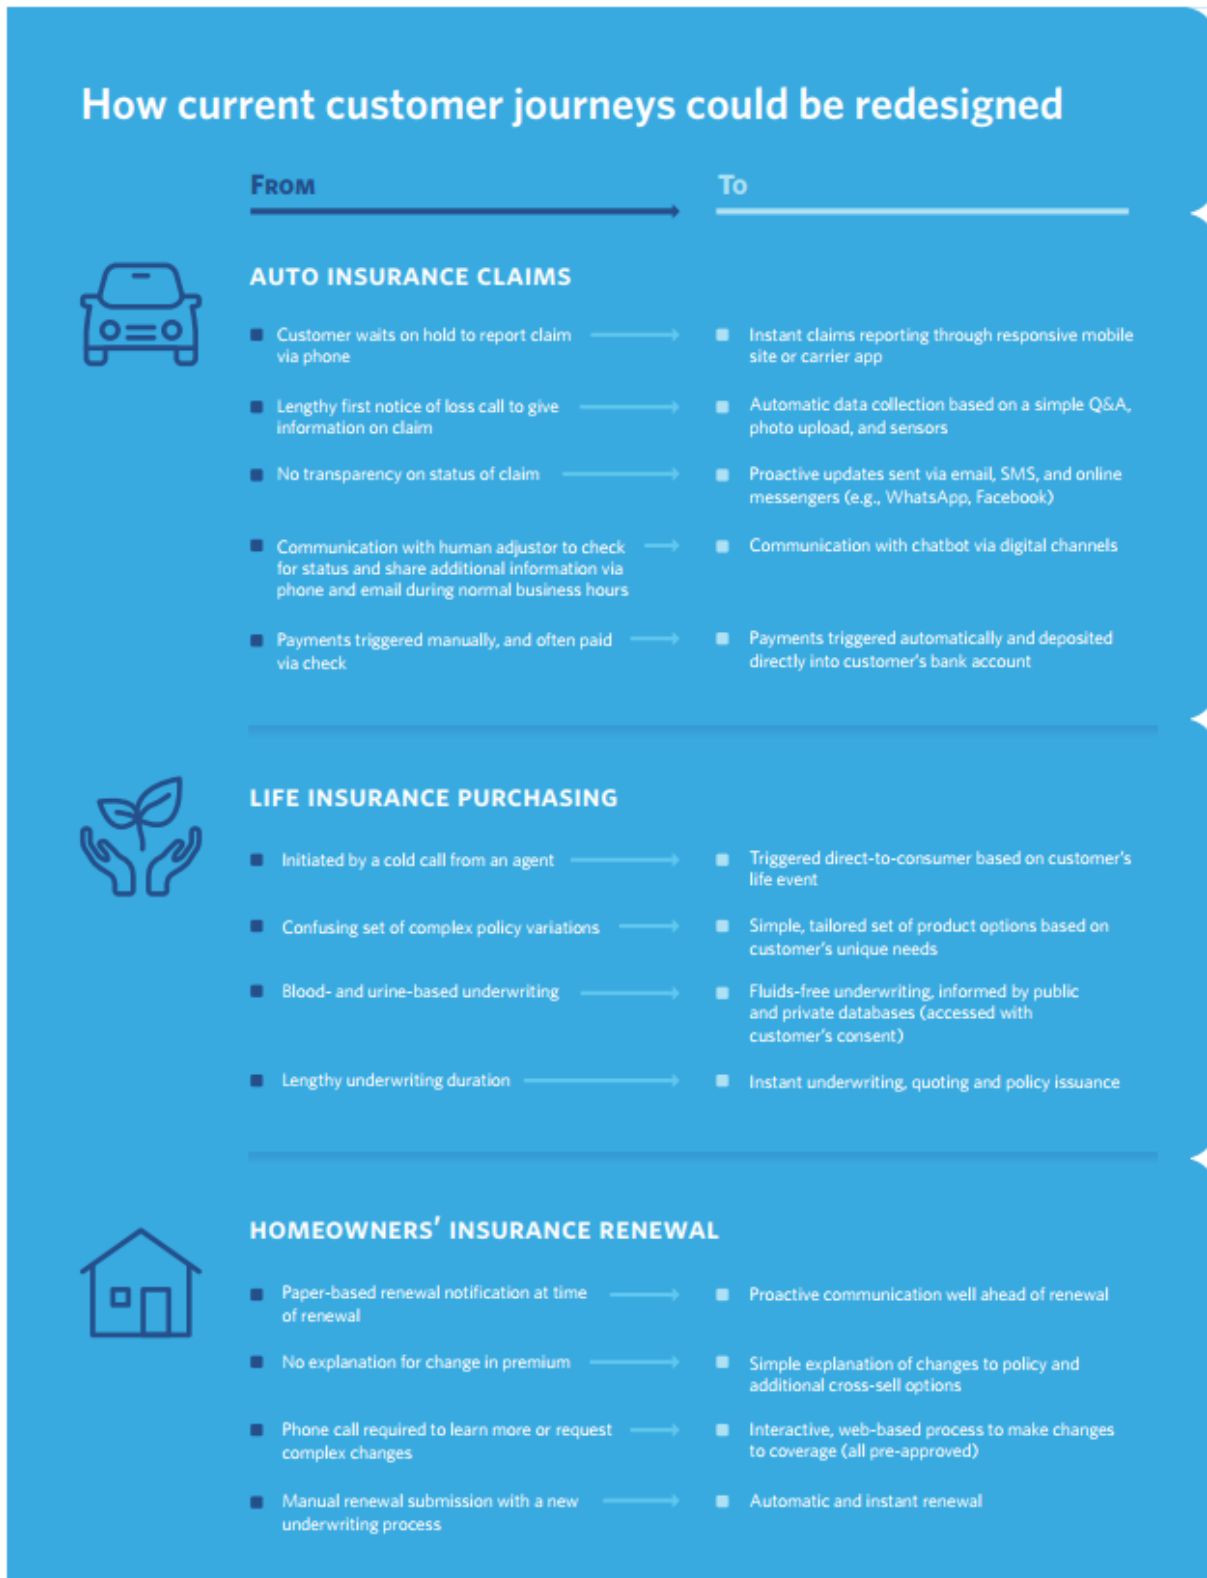 How current customer journeys could be redesigned
FROM
To
AUTO INSURANCE CLAIMS
Customer waits on hold to report claim
via phone
Instant claims reporting through responsive mobile
site or carrier app
Lengthy first notice of loss call to give
information on claim
Automatic data collection based on a simple Q&A,
photo upload, and sensors
No transparency on status of claim
Proactive updates sent via email, SMS, and online
messengers (e.g., WhatsApp, Facebook)
Communication with human adjustor to check
for status and share additional information via
phone and email during normal business hours
Communication with chatbot via digital channels
Payments triggered manually, and often paid
via check
Payments triggered automatically and deposited
directly into customer's bank account
LIFE INSURANCE PURCHASING
Initiated by a cold call from an agent
Triggered direct-to-consumer based on customer's
life event
Confusing set of complex policy variations
Simple, tailored set of product options based on
customer's unique needs
Blood- and urine-based underwriting
Fluids-free underwriting, informed by public
and private databases (accessed with
customer's consent)
Lengthy underwriting duration
Instant underwriting, quoting and policy issuance
HOMEOWNERS' INSURANCE RENEWAL
Paper-based renewal notification at time
of renewal
Proactive communication well ahead of renewal
No explanation for change in premium
Simple explanation of changes to policy and
additional cross-sell options
Phone call required to learn more or request
complex changes
Interactive, web-based process to make changes
to coverage (all pre-approved)
Manual renewal submission with a new
underwriting process
Automatic and instant renewal